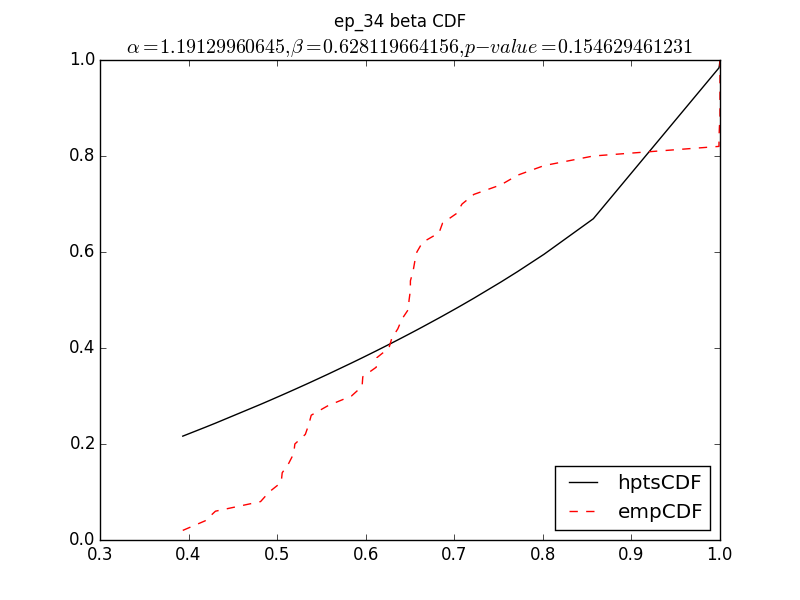 ep_34 beta CDF
α=1.19129960645,β=0.628119664156,p−value=0.154629461231
1.0
0.8
0.6
0.4
0.2
0.0
0.3 0.4 0.5 0.6 0.7 0.8 0.9 1.0
hptsCDF
empCDF